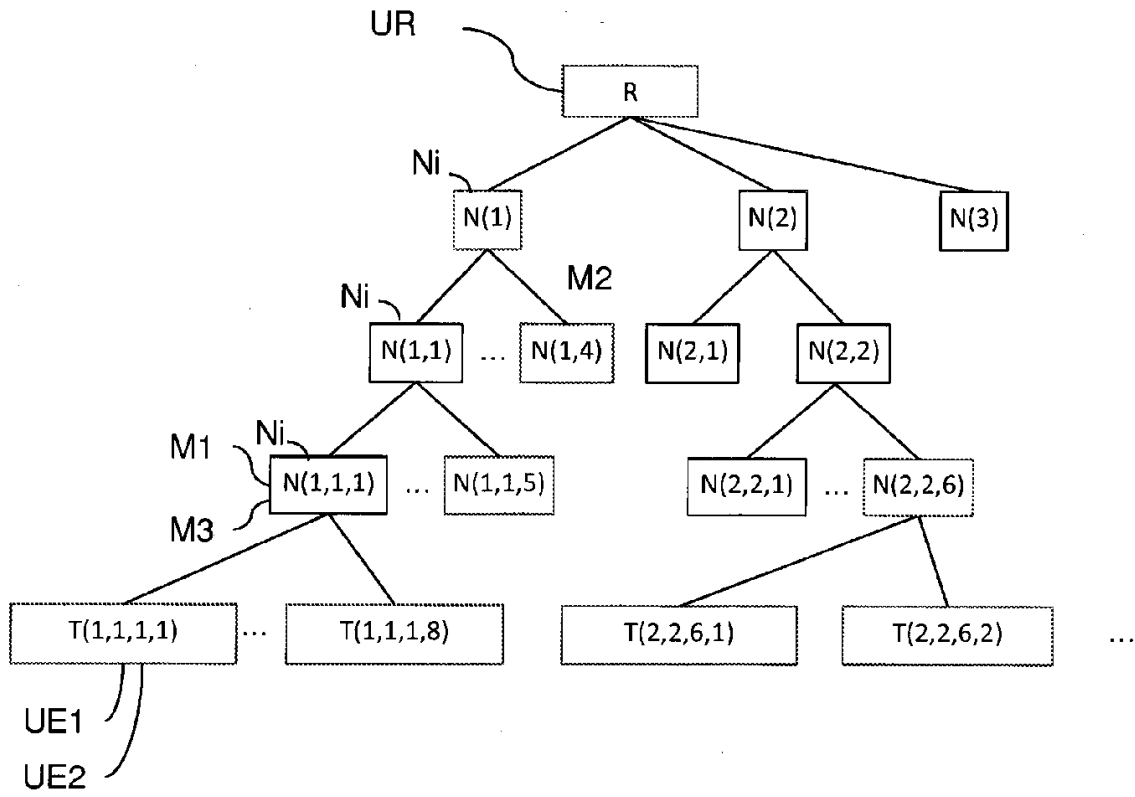 UR
R
Ni
N(1) N(2) N(3)
M2
Ni
N(1,1) ... N(1,4) N(2,1) N(2,2)
Ni
M1
N(1,1,1) ... N(1,1,5) N(2,2,1) ... N(2,2,6)
M3
T(1,1,1,1) ... T(1,1,1,8) T(2,2,6,1) T(2,2,6,2) ...
UE1
UE2